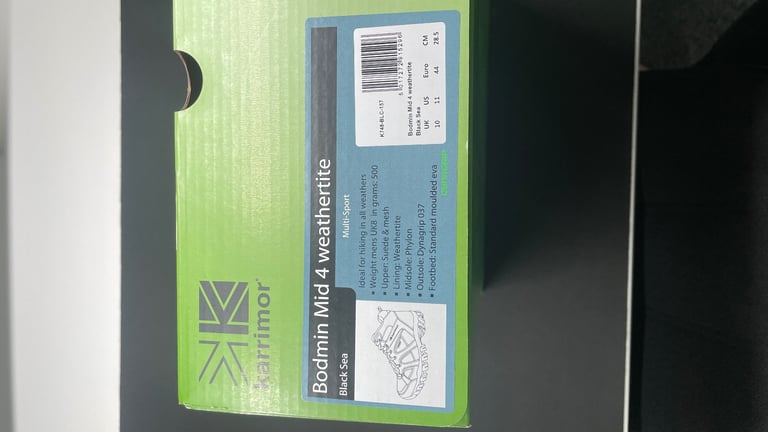 karrimor
Bodmin Mid 4 weathertite
Black Sea
Multi-Sport
Ideal for hiking in all weathers
• Weight mens UK8 in grams: 500
• Upper: Suede & mesh
• Lining: Weathertite
• Midsole: Phylon
• Outsole: Dynagrip 037
• Footbed: Standard moulded eva
K748-BLC-157
Bodmin Mid 4 weathertite
Black Sea
UK US Euro CM
10 11 44 28.5